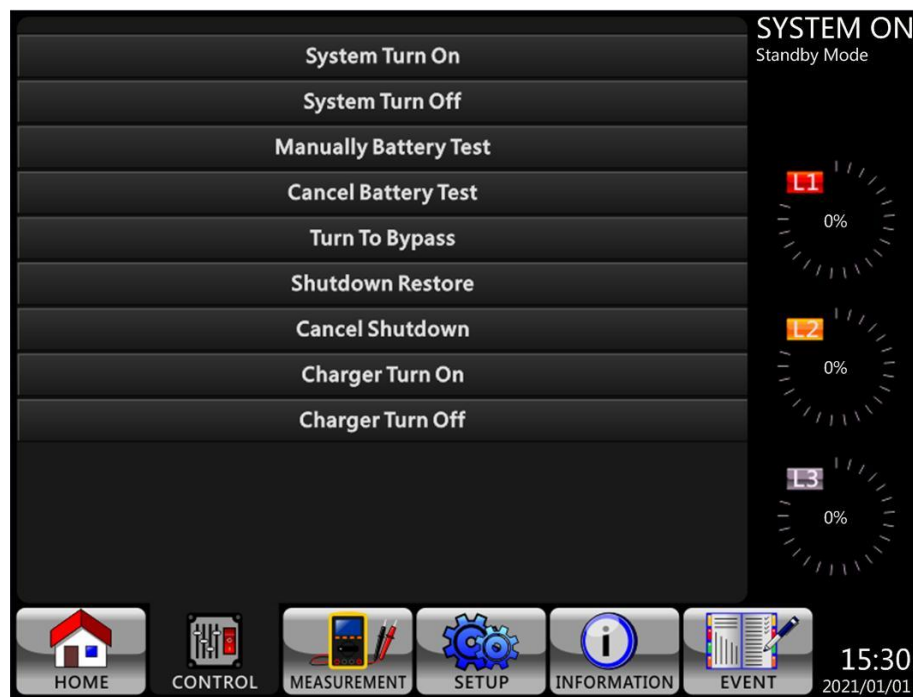 SYSTEM ON
Standby Mode
System Turn On
System Turn Off
Manually Battery Test
Cancel Battery Test
Turn To Bypass
Shutdown Restore
Cancel Shutdown
Charger Turn On
Charger Turn Off
L1
0%
L2
0%
L3
0%
HOME
CONTROL
MEASUREMENT
SETUP
INFORMATION
EVENT
15:30
2021/01/01